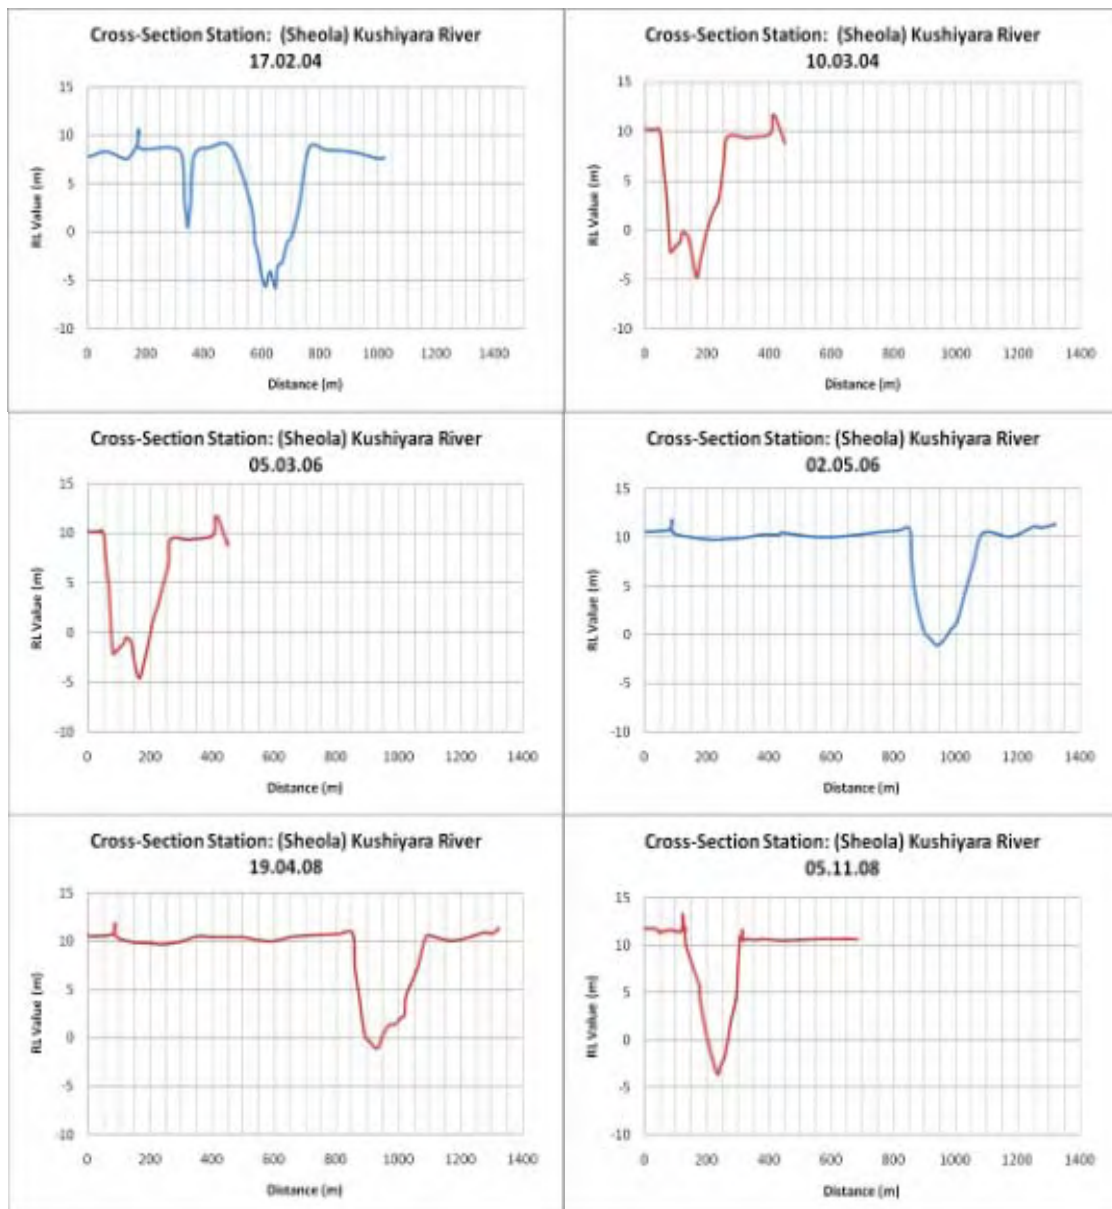 Cross-Section Station: (Sheola) Kushiyara River
17.02.04
15
10
5
0
-5
-10
RL Value (m)
0 200 400 600 800 1000 1200 1400
Distance (m)
Cross-Section Station: (Sheola) Kushiyara River
10.03.04
15
10
5
0
-5
-10
RL Value (m)
0 200 400 600 800 1000 1200 1400
Distance (m)
Cross-Section Station: (Sheola) Kushiyara River
05.03.06
15
10
5
0
-5
-10
RL Value (m)
0 200 400 600 800 1000 1200 1400
Distance (m)
Cross-Section Station: (Sheola) Kushiyara River
02.05.06
15
10
5
0
-5
-10
RL Value (m)
0 200 400 600 800 1000 1200 1400
Distance (m)
Cross-Section Station: (Sheola) Kushiyara River
19.04.08
15
10
5
0
-5
-10
RL Value (m)
0 200 400 600 800 1000 1200 1400
Distance (m)
Cross-Section Station: (Sheola) Kushiyara River
05.11.08
15
10
5
0
-5
-10
RL Value (m)
0 200 400 600 800 1000 1200 1400
Distance (m)